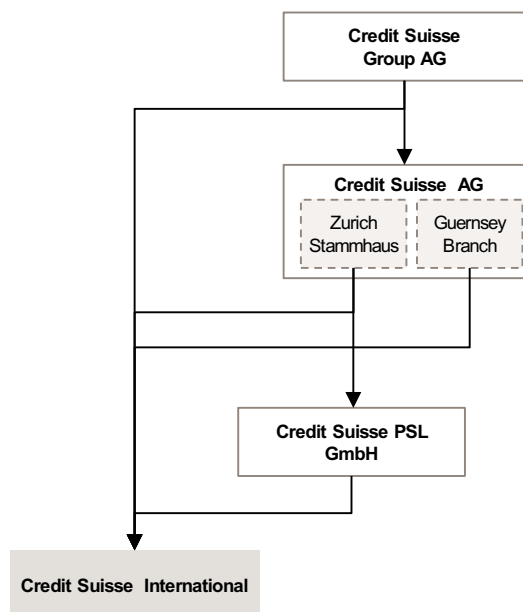 Credit Suisse
Group AG
Credit Suisse AG
Zurich
Stammhaus
Guernsey
Branch
Credit Suisse PSL
GmbH
Credit Suisse International